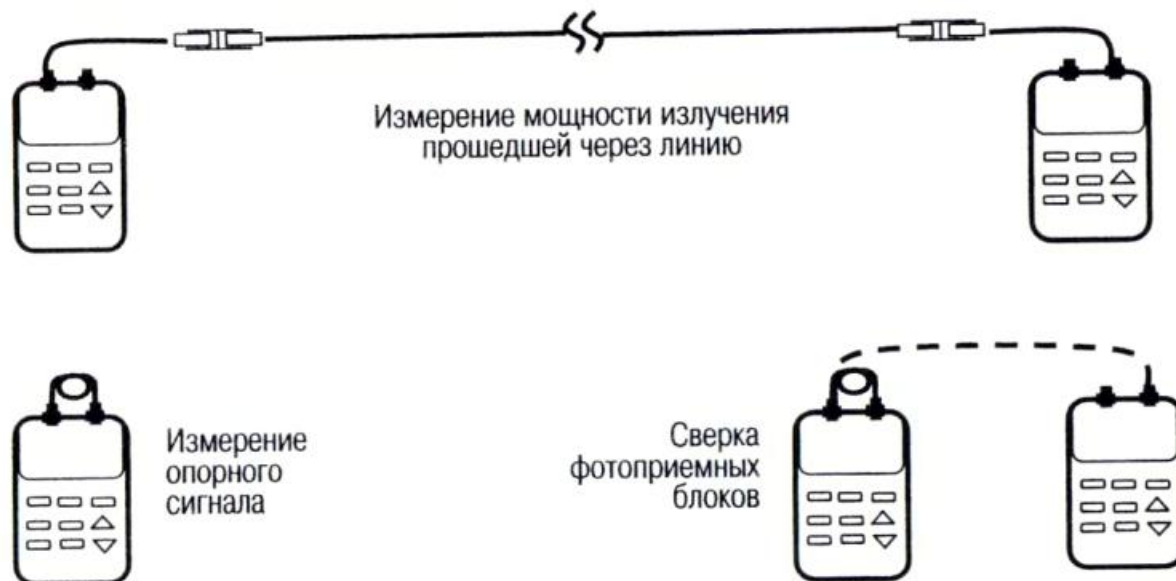 Измерение мощности излучения
прошедшей через линию
Измерение
опорного
сигнала
Сверка
фотоприемных
блоков